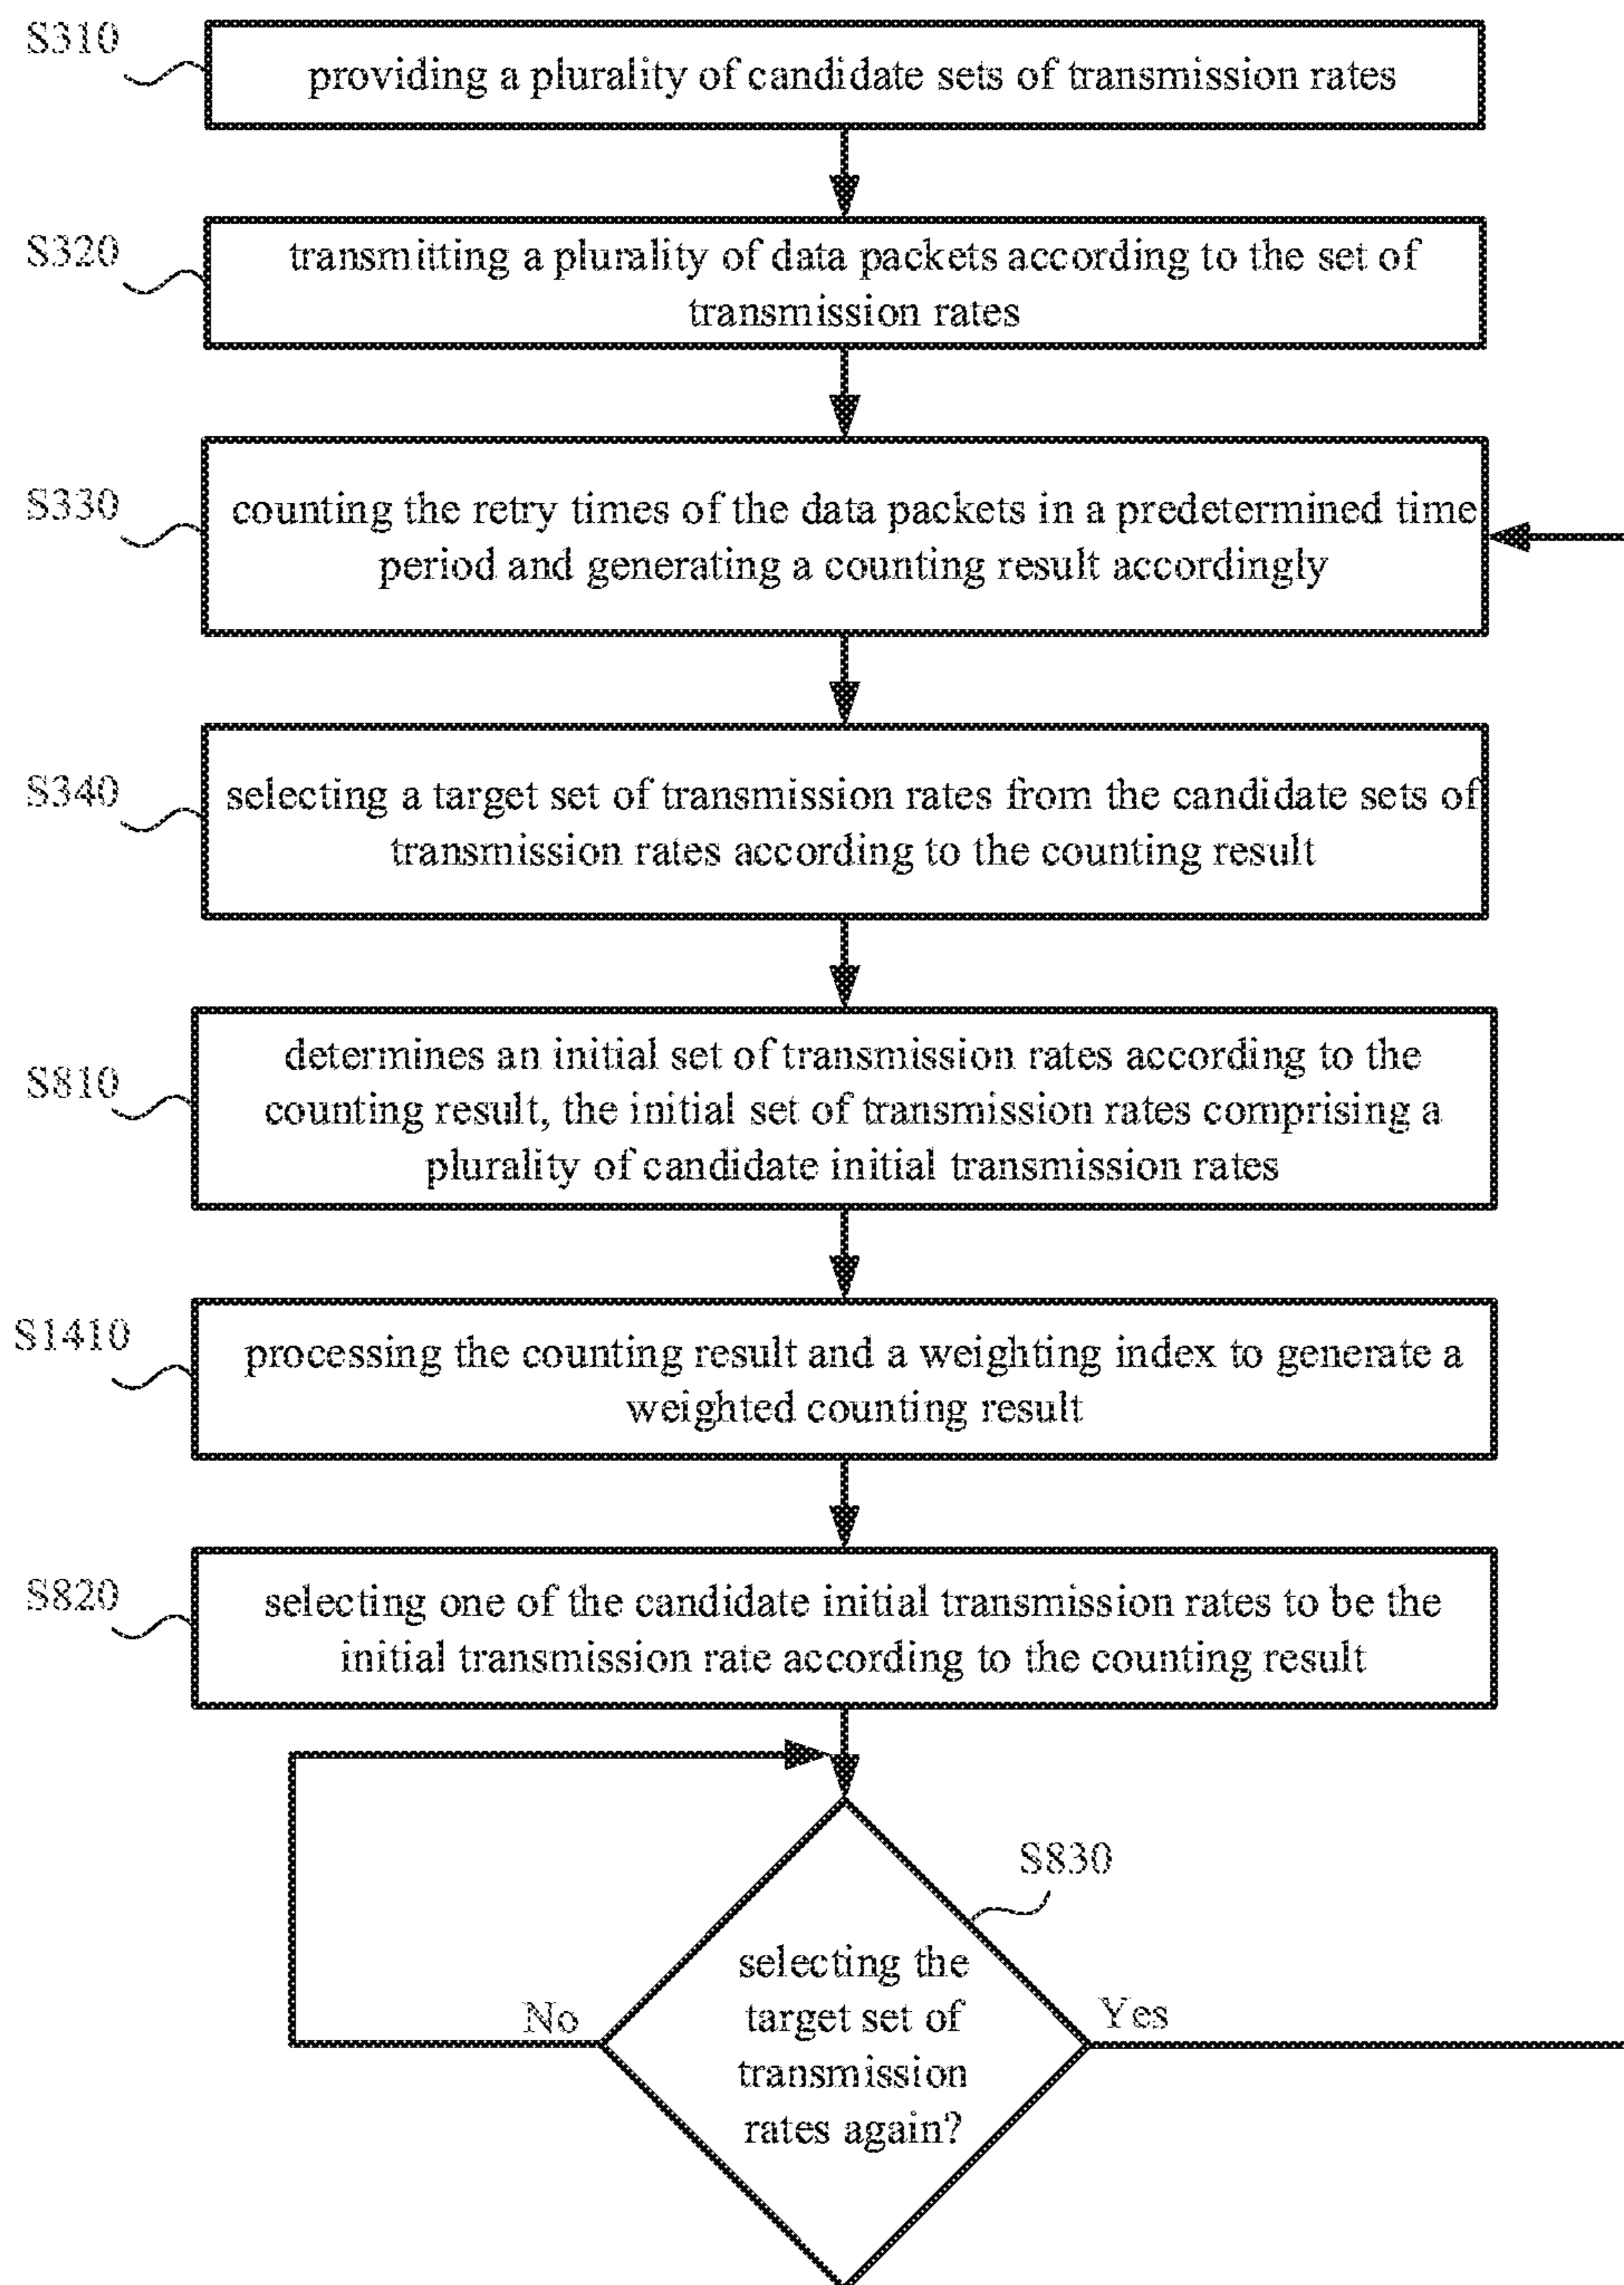 S310
providing a plurality of candidate sets of transmission rates
S320
transmitting a plurality of data packets according to the set of
transmission rates
S330
counting the retry times of the data packets in a predetermined time
period and generating a counting result accordingly
S340
selecting a target set of transmission rates from the candidate sets of
transmission rates according to the counting result
S810
determines an initial set of transmission rates according to the
counting result, the initial set of transmission rates comprising a
plurality of candidate initial transmission rates
S1410
processing the counting result and a weighting index to generate a
weighted counting result
S820
selecting one of the candidate initial transmission rates to be the
initial transmission rate according to the counting result
S830
selecting the
target set of
transmission
rates again?
No
Yes